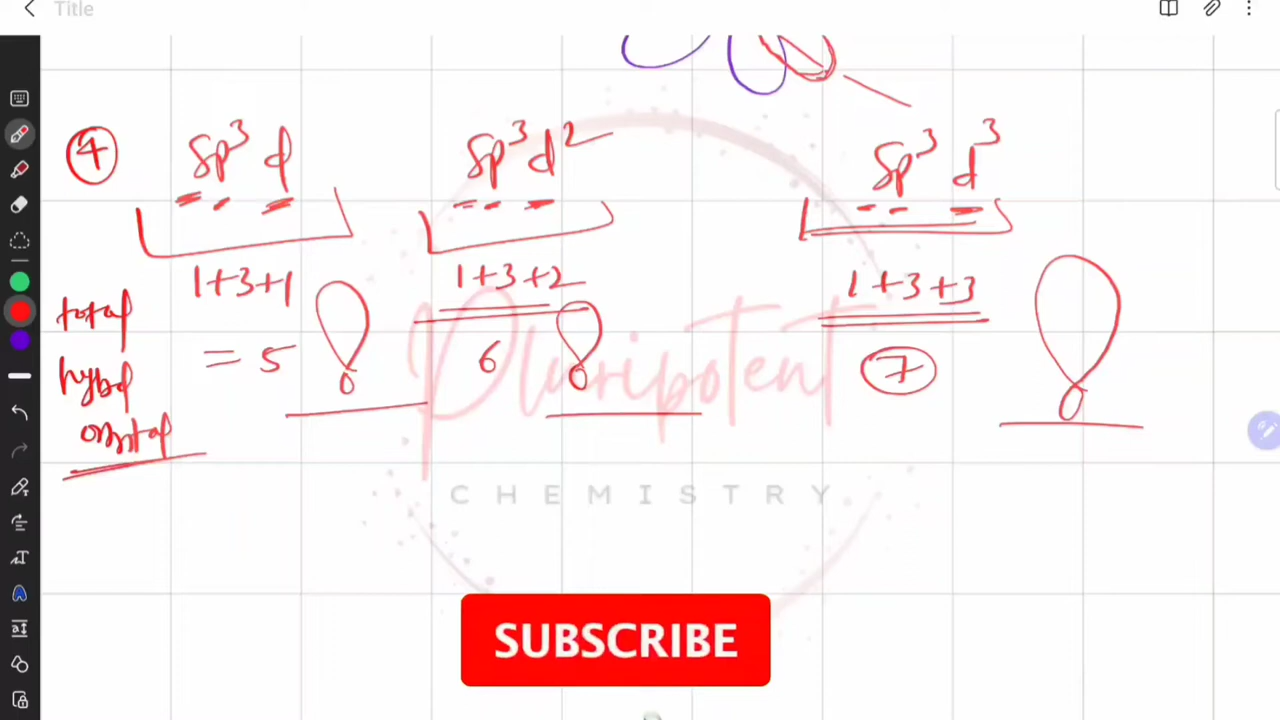 Title
4 sp³d sp³d² sp³d³
1+3+1 1+3+2 1+3+3
total
= 5 6 7
hybd
orbital
Pluripotent
CHEMISTRY
SUBSCRIBE